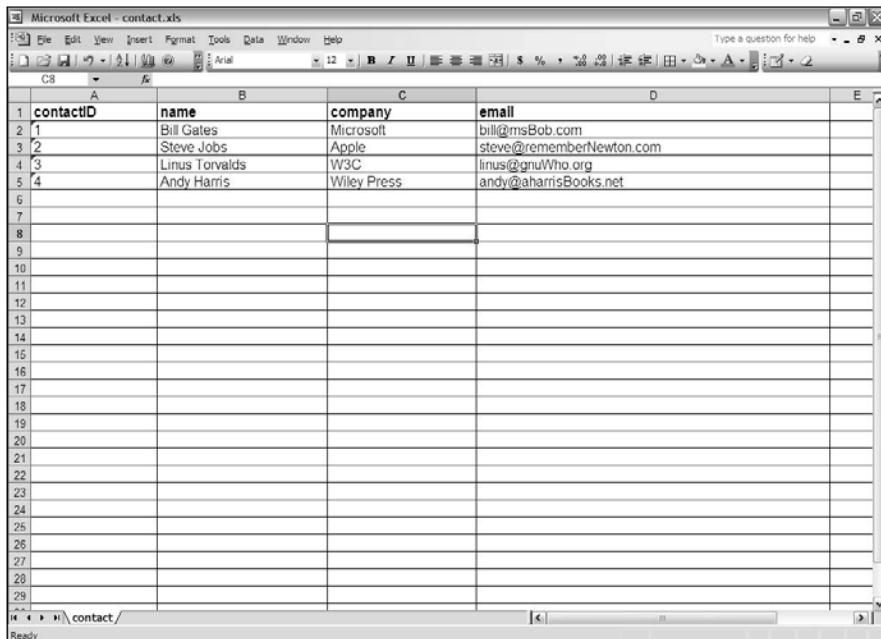 Microsoft Excel - contact.xls
File Edit View Insert Format Tools Data Window Help Type a question for help
Arial 12 B I U $ % ,
C8 fx
A B C D E
1 contactID name company email
2 1 Bill Gates Microsoft bill@msBob.com
3 2 Steve Jobs Apple steve@rememberNewton.com
4 3 Linus Torvalds W3C linus@gnuWho.org
5 4 Andy Harris Wiley Press andy@aharrisBooks.net
6
7
8
9
10
11
12
13
14
15
16
17
18
19
20
21
22
23
24
25
26
27
28
29
contact
Ready